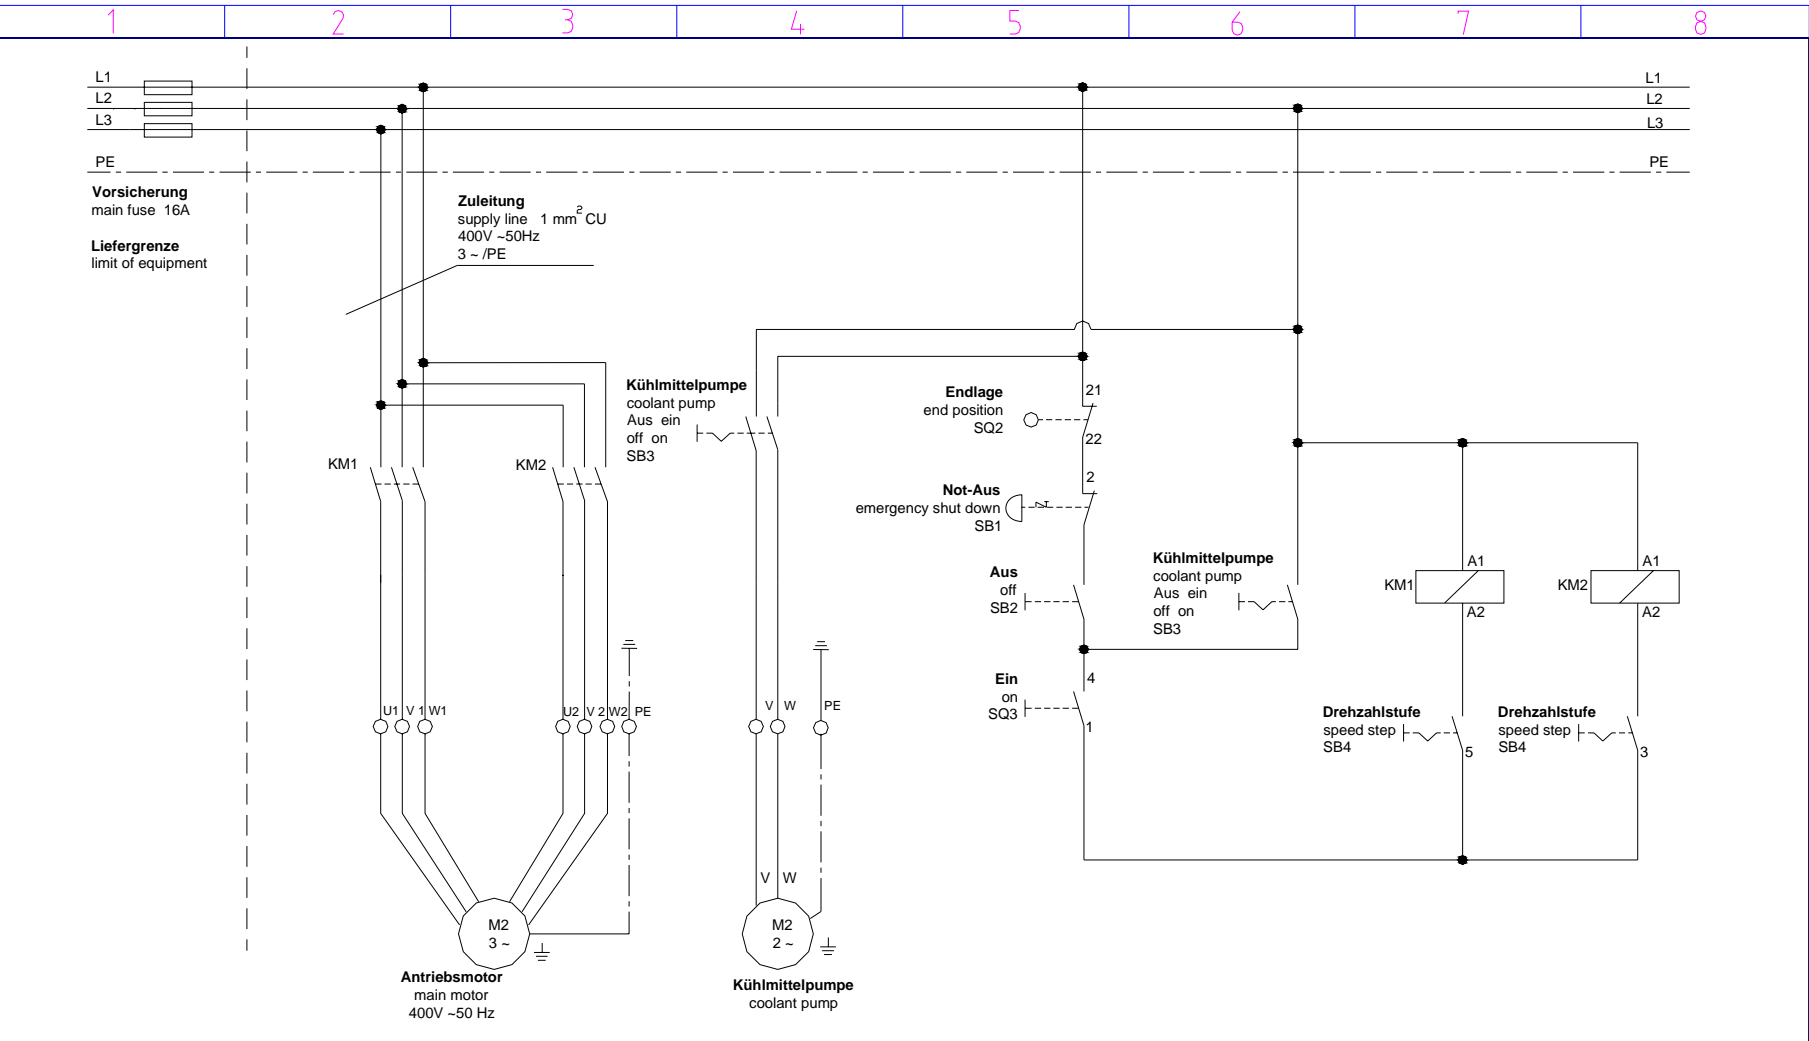 1 2 3 4 5 6 7 8
L1 L1
L2 L2
L3 L3
PE PE
Vorsicherung
main fuse 16A
Liefergrenze
limit of equipment
Zuleitung
supply line 1 mm2 CU
400V ~50Hz
3 ~ /PE
KM1
KM2
Kühlmittelpumpe
coolant pump
Aus ein
off on
SB3
Endlage
end position
SQ2
21
22
Not-Aus
emergency shut down
SB1
2
Aus
off
SB2
Kühlmittelpumpe
coolant pump
Aus ein
off on
SB3
Ein
on
SQ3
4
1
KM1
A1
A2
KM2
A1
A2
Drehzahlstufe
speed step
SB4
5
Drehzahlstufe
speed step
SB4
3
U1 V 1 W1
U2 V 2 W2 PE
V W PE
V W
M2
3 ~
Antriebsmotor
main motor
400V ~50 Hz
M2
2 ~
Kühlmittelpumpe
coolant pump